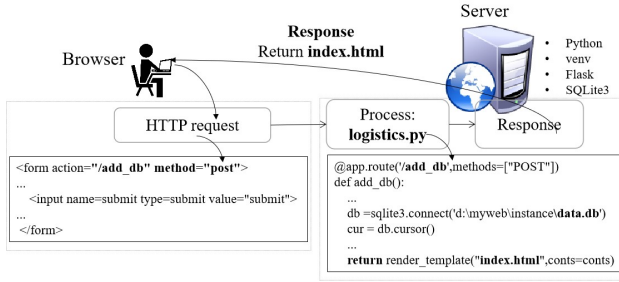 Server
Response
Return index.html
Browser
• Python
• venv
• Flask
• SQLite3
HTTP request
Process:
logistics.py
Response
<form action="/add_db" method="post">
...
<input name=submit type=submit value="submit">
...
</form>
@app.route('/add_db',methods=["POST"])
def add_db():
...
db =sqlite3.connect('d:\myweb\instance\data.db')
cur = db.cursor()
...
return render_template("index.html",conts=conts)